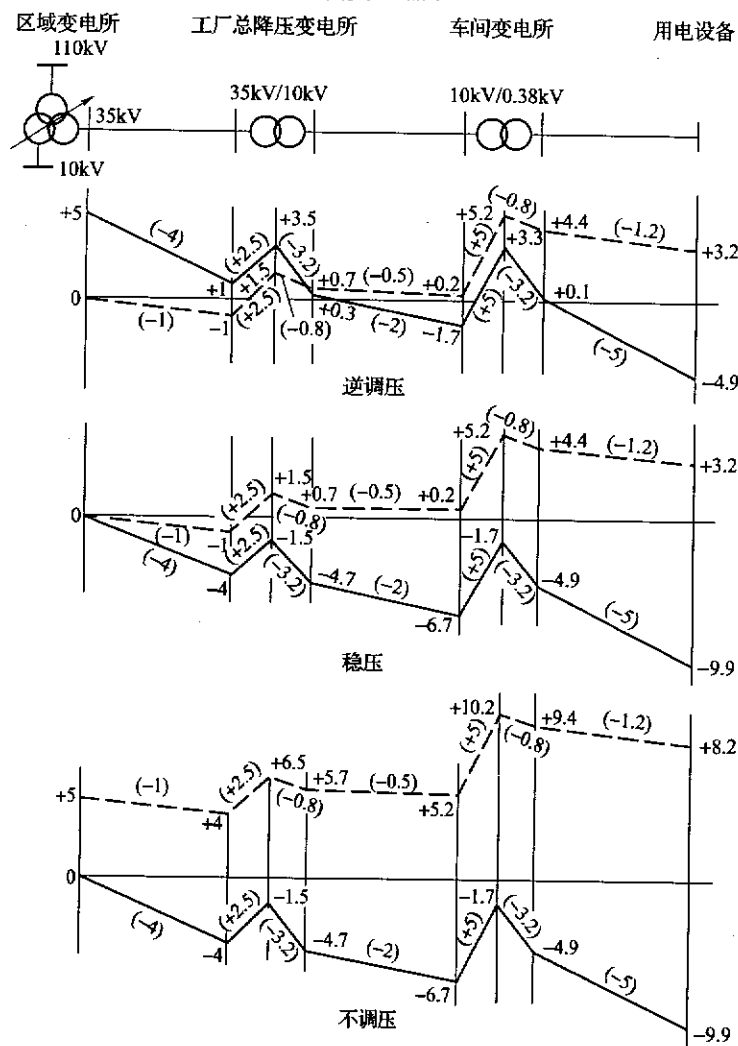 区域变电所 工厂总降压变电所 车间变电所 用电设备
110kV
35kV/10kV 10kV/0.38kV
35kV
10kV
+5 (−4) +1 (+2.5) +3.5 (−3.2) +0.3 (−2) −1.7 (+5) +3.3 (−3.2) +0.1 (−5) −4.9
0 (−1) −1 (+2.5) +1.5 (−0.8) +0.7 (−0.5) +0.2 (+5) +5.2 (−0.8) +4.4 (−1.2) +3.2
逆调压
0 (−1) −1 (+2.5) +1.5 (−0.8) +0.7 (−0.5) +0.2 (+5) +5.2 (−0.8) +4.4 (−1.2) +3.2
(−4) −4 (+2.5) −1.5 (−3.2) −4.7 (−2) −6.7 (+5) −1.7 (−3.2) −4.9 (−5) −9.9
稳压
+5 (−1) +4 (+2.5) +6.5 (−0.8) +5.7 (−0.5) +5.2 (+5) +10.2 (−0.8) +9.4 (−1.2) +8.2
0 (−4) −4 (+2.5) −1.5 (−3.2) −4.7 (−2) −6.7 (+5) −1.7 (−3.2) −4.9 (−5) −9.9
不调压